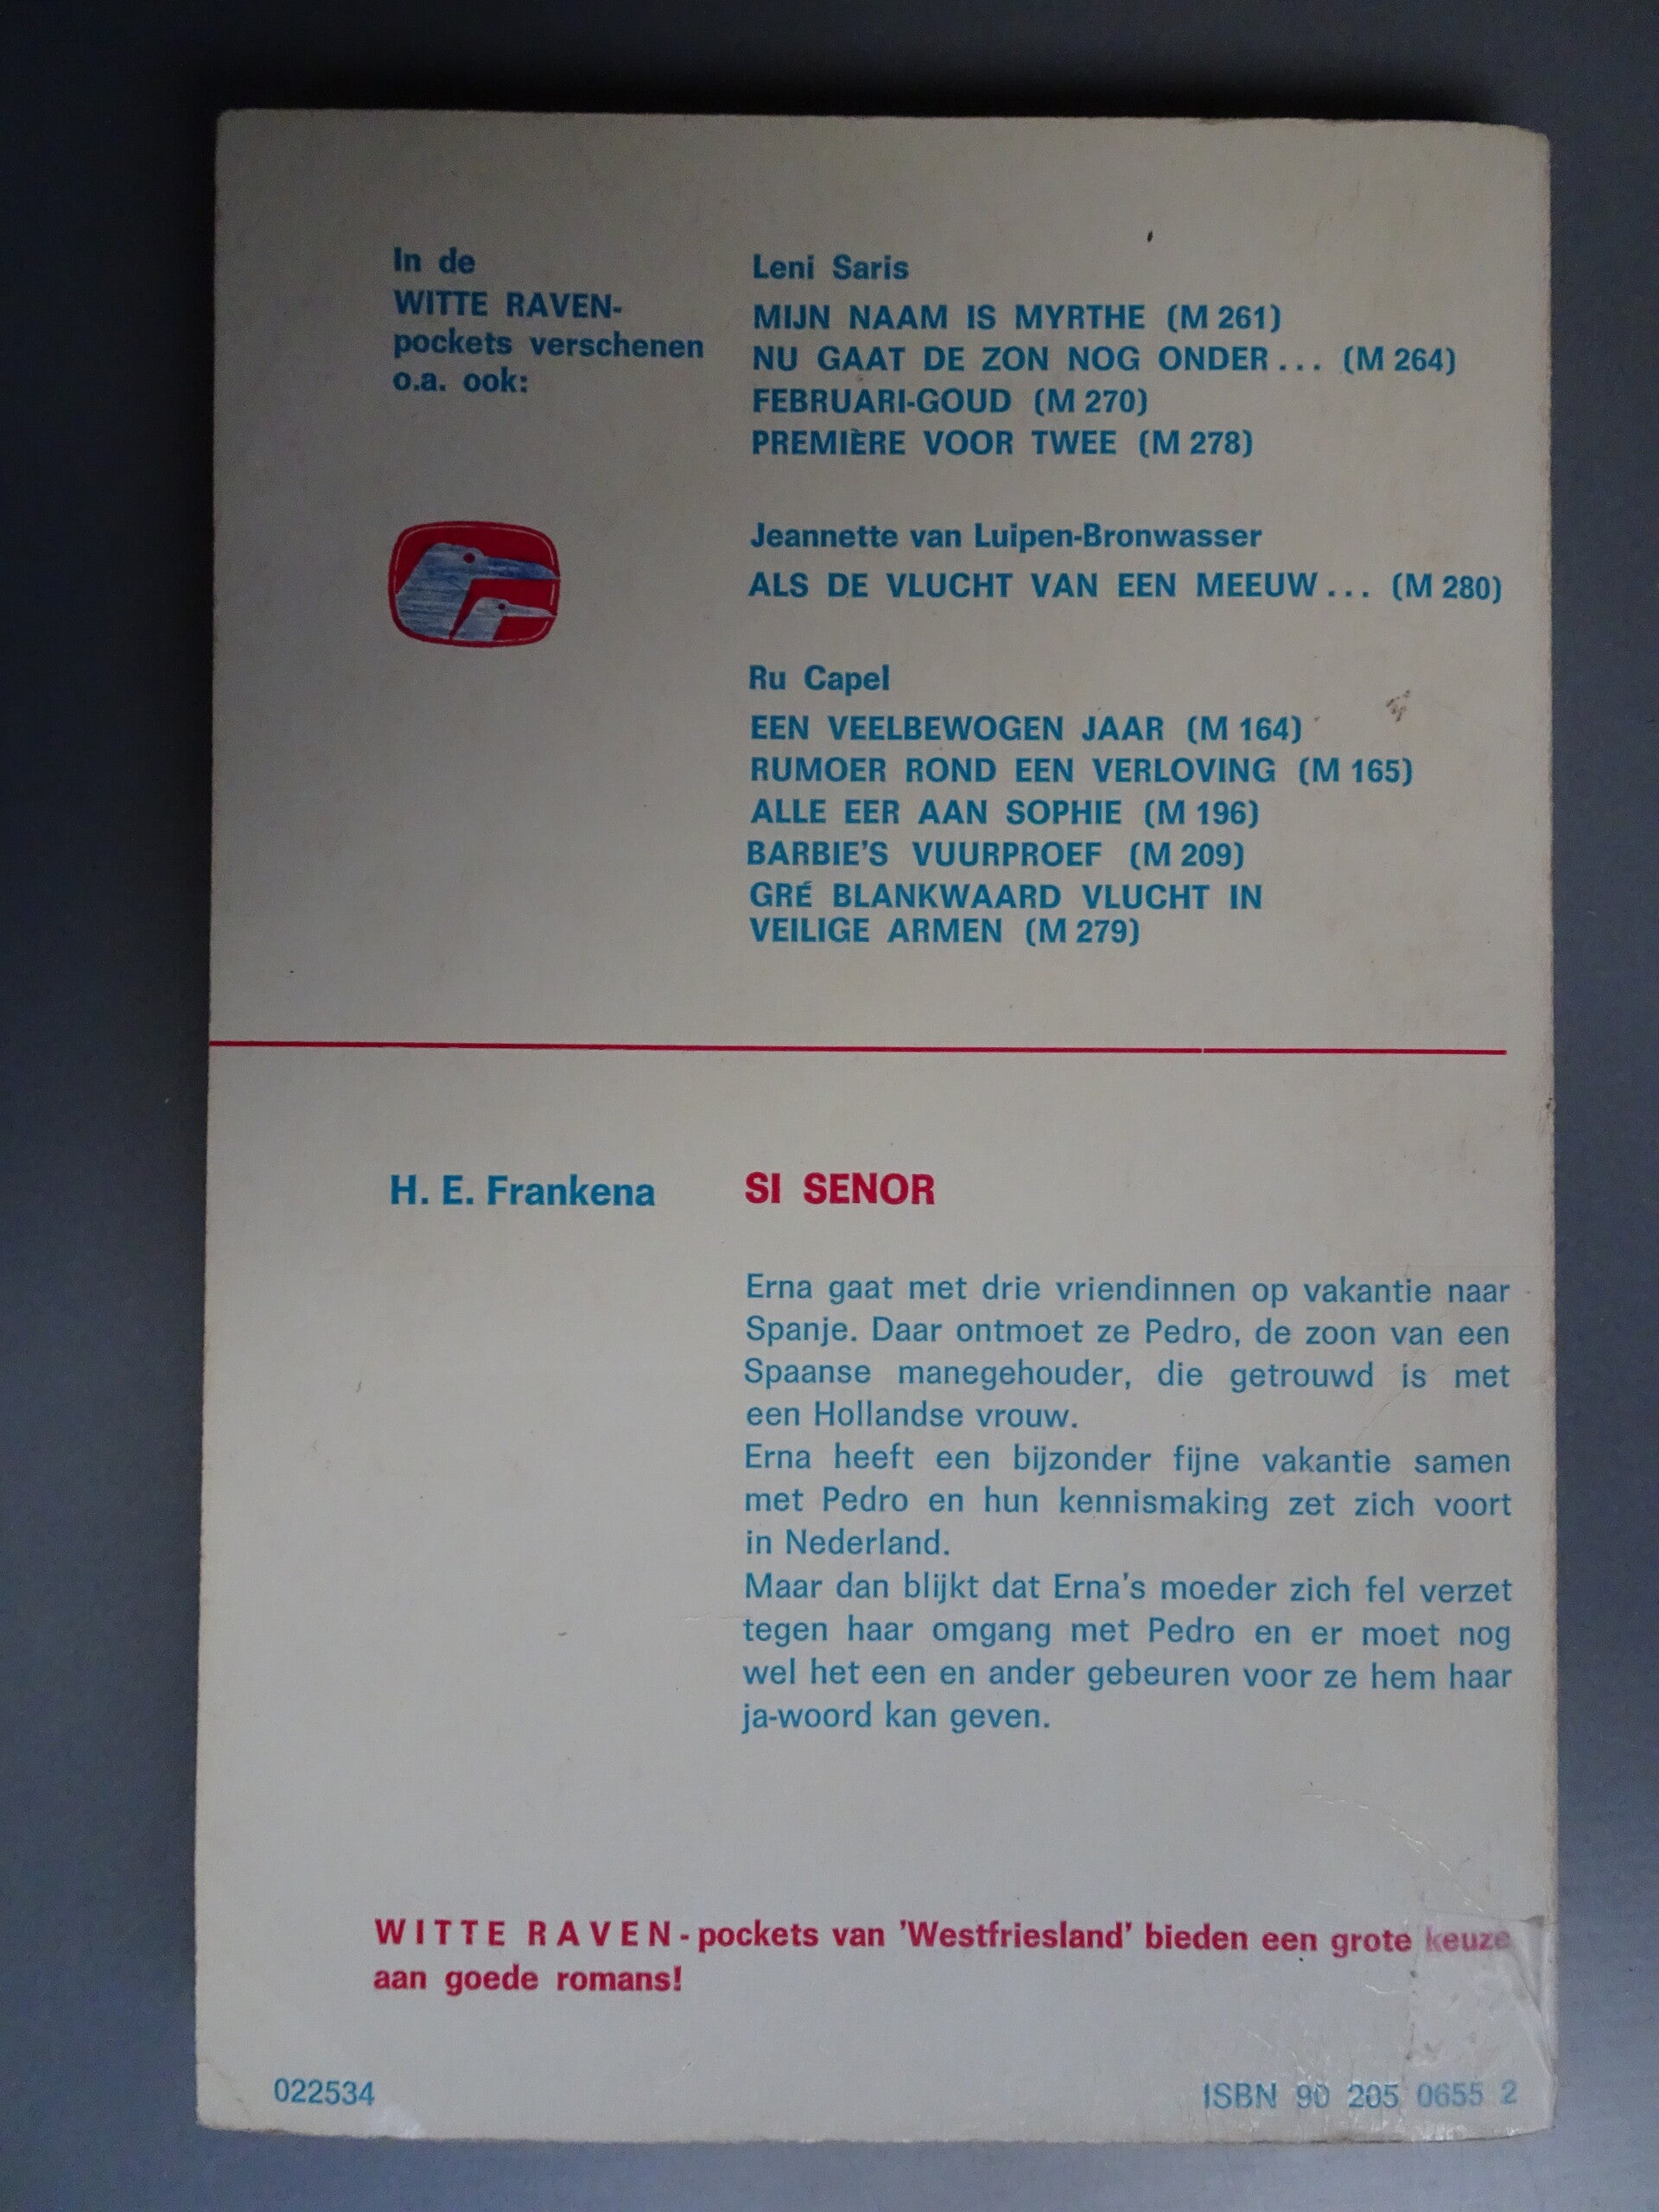 In de
WITTE RAVEN-
pockets verschenen
o.a. ook:
Leni Saris
MIJN NAAM IS MYRTHE (M 261)
NU GAAT DE ZON NOG ONDER... (M 264)
FEBRUARI-GOUD (M 270)
PREMIÈRE VOOR TWEE (M 278)
Jeannette van Luipen-Bronwasser
ALS DE VLUCHT VAN EEN MEEUW... (M 280)
Ru Capel
EEN VEELBEWOGEN JAAR (M 164)
RUMOER ROND EEN VERLOVING (M 165)
ALLE EER AAN SOPHIE (M 196)
BARBIE'S VUURPROEF (M 209)
GRÉ BLANKWAARD VLUCHT IN
VEILIGE ARMEN (M 279)
H. E. Frankena
SI SENOR
Erna gaat met drie vriendinnen op vakantie naar
Spanje. Daar ontmoet ze Pedro, de zoon van een
Spaanse manegehouder, die getrouwd is met
een Hollandse vrouw.
Erna heeft een bijzonder fijne vakantie samen
met Pedro en hun kennismaking zet zich voort
in Nederland.
Maar dan blijkt dat Erna's moeder zich fel verzet
tegen haar omgang met Pedro en er moet nog
wel het een en ander gebeuren voor ze hem haar
ja-woord kan geven.
WITTE RAVEN-pockets van 'Westfriesland' bieden een grote keuze
aan goede romans!
022534
ISBN 90 205 0655 2